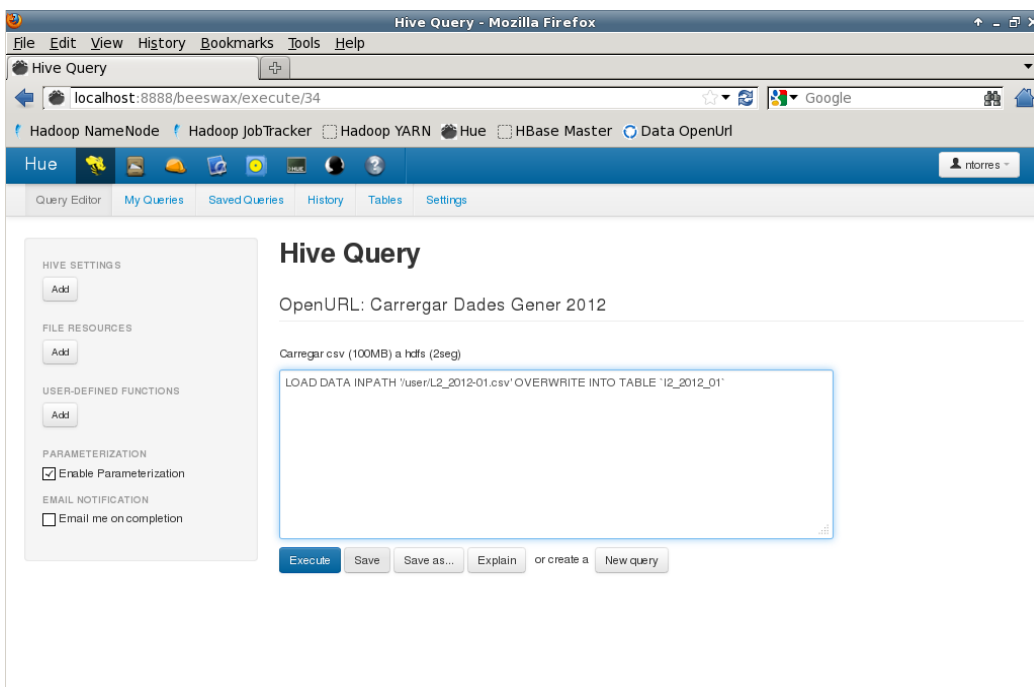 Hive Query - Mozilla Firefox
File Edit View History Bookmarks Tools Help
Hive Query
localhost:8888/beeswax/execute/34 Google
Hadoop NameNode Hadoop JobTracker Hadoop YARN Hue HBase Master Data OpenUrl
Hue HUE ntorres
Query Editor My Queries Saved Queries History Tables Settings
HIVE SETTINGS
Add
FILE RESOURCES
Add
USER-DEFINED FUNCTIONS
Add
PARAMETERIZATION
Enable Parameterization
EMAIL NOTIFICATION
Email me on completion
Hive Query
OpenURL: Carrergar Dades Gener 2012
Carregar csv (100MB) a hdfs (2seg)
LOAD DATA INPATH '/user/L2_2012-01.csv' OVERWRITE INTO TABLE `l2_2012_01`
Execute Save Save as... Explain or create a New query